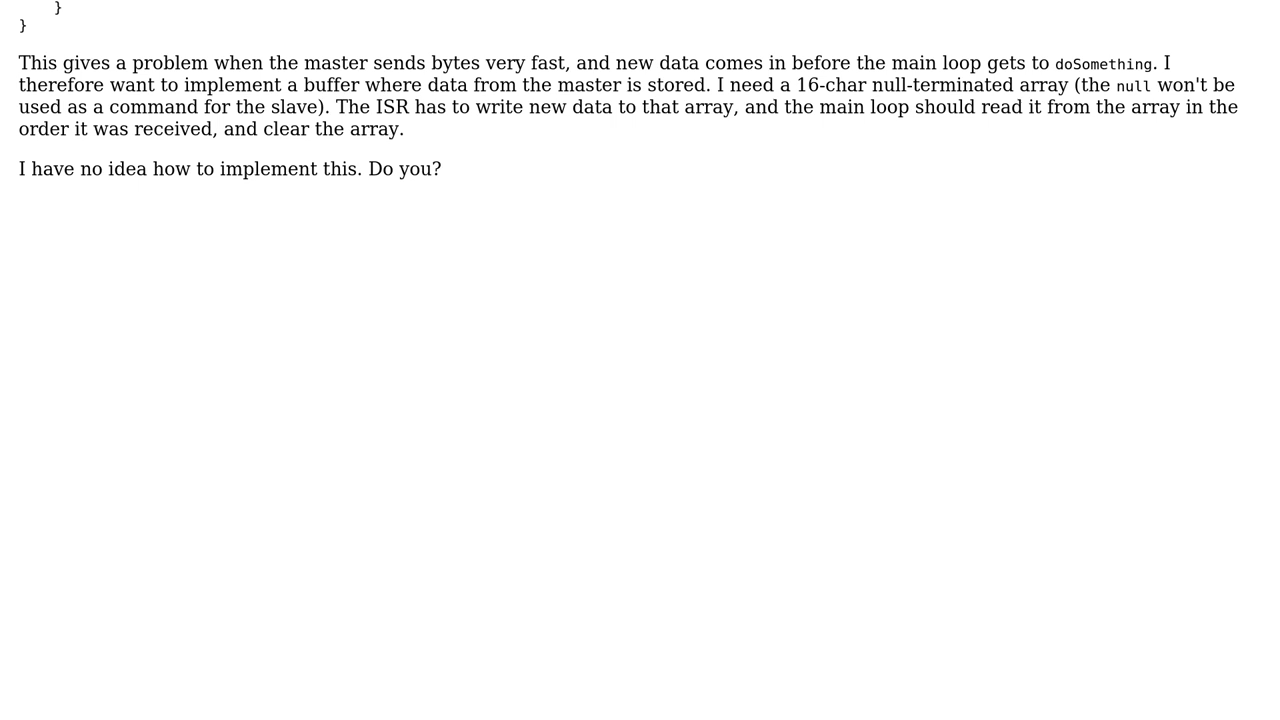 }
}
This gives a problem when the master sends bytes very fast, and new data comes in before the main loop gets to doSomething. I
therefore want to implement a buffer where data from the master is stored. I need a 16-char null-terminated array (the null won't be
used as a command for the slave). The ISR has to write new data to that array, and the main loop should read it from the array in the
order it was received, and clear the array.
I have no idea how to implement this. Do you?